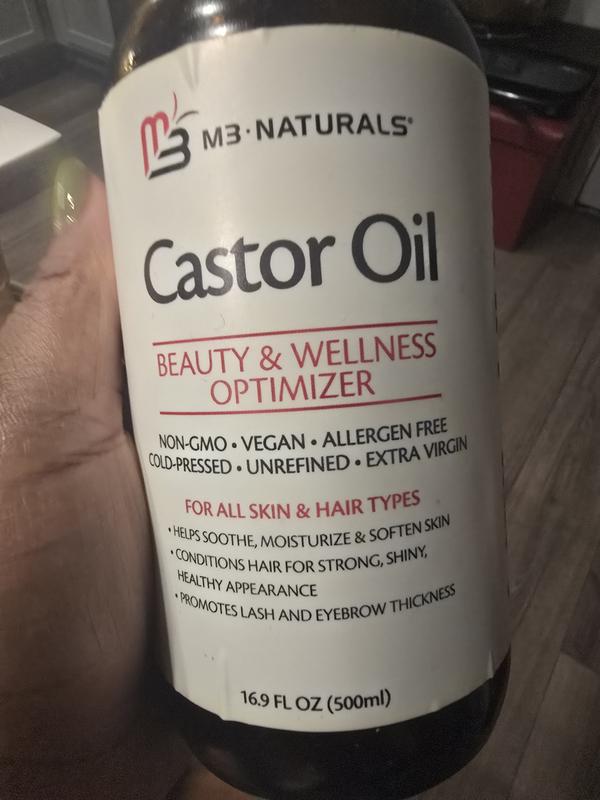 M3 M3·NATURALS®
Castor Oil
BEAUTY & WELLNESS
OPTIMIZER
NON-GMO • VEGAN • ALLERGEN FREE
COLD-PRESSED • UNREFINED • EXTRA VIRGIN
FOR ALL SKIN & HAIR TYPES
• HELPS SOOTHE, MOISTURIZE & SOFTEN SKIN
• CONDITIONS HAIR FOR STRONG, SHINY,
HEALTHY APPEARANCE
• PROMOTES LASH AND EYEBROW THICKNESS
16.9 FL OZ (500ml)